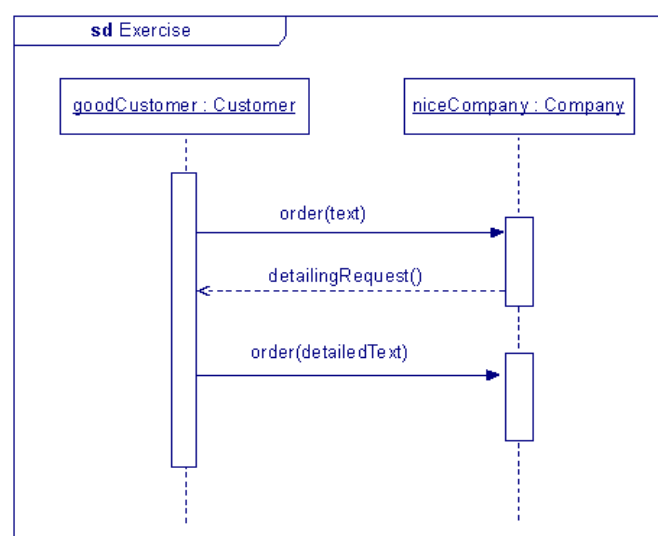 sd Exercise
goodCustomer : Customer
niceCompany : Company
order(text)
detailingRequest()
order(detailedText)